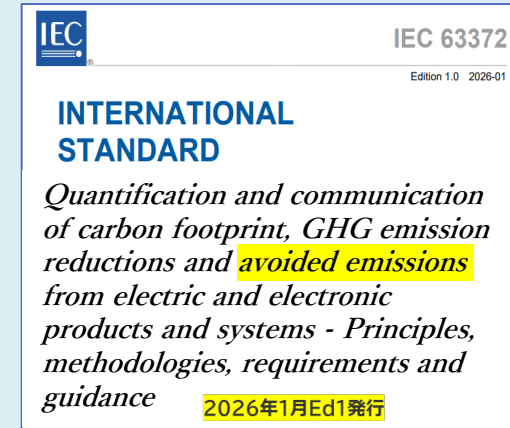 IEC
®
IEC 63372
Edition 1.0 2026-01
INTERNATIONAL
STANDARD
Quantification and communication
of carbon footprint, GHG emission
reductions and avoided emissions
from electric and electronic
products and systems - Principles,
methodologies, requirements and
guidance
2026年1月Ed1発行